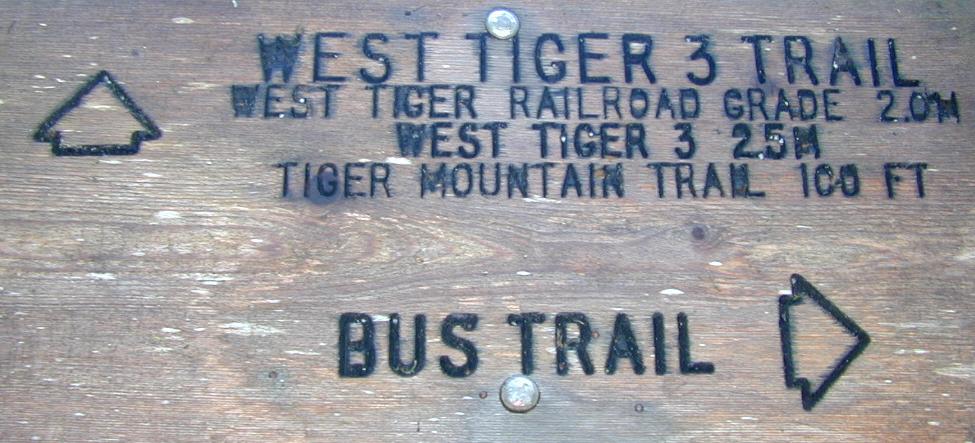 WEST TIGER 3 TRAIL
WEST TIGER RAILROAD GRADE 2.0M
WEST TIGER 3 2.5M
TIGER MOUNTAIN TRAIL 100 FT
BUS TRAIL